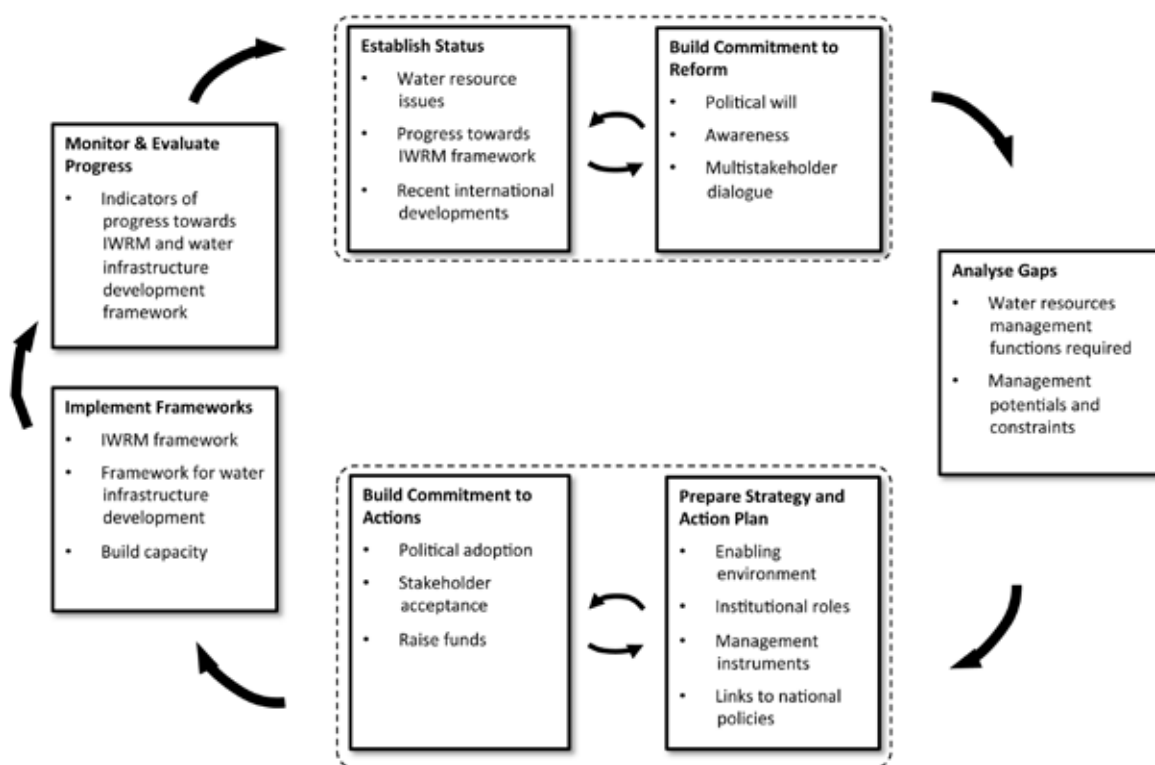 Establish Status
• Water resource
issues
• Progress towards
IWRM framework
• Recent international
developments
Build Commitment to
Reform
• Political will
• Awareness
• Multistakeholder
dialogue
Analyse Gaps
• Water resources
management
functions required
• Management
potentials and
constraints
Prepare Strategy and
Action Plan
• Enabling
environment
• Institutional roles
• Management
instruments
• Links to national
policies
Build Commitment to
Actions
• Political adoption
• Stakeholder
acceptance
• Raise funds
Implement Frameworks
• IWRM framework
• Framework for water
infrastructure
development
• Build capacity
Monitor & Evaluate
Progress
• Indicators of
progress towards
IWRM and water
infrastructure
development
framework